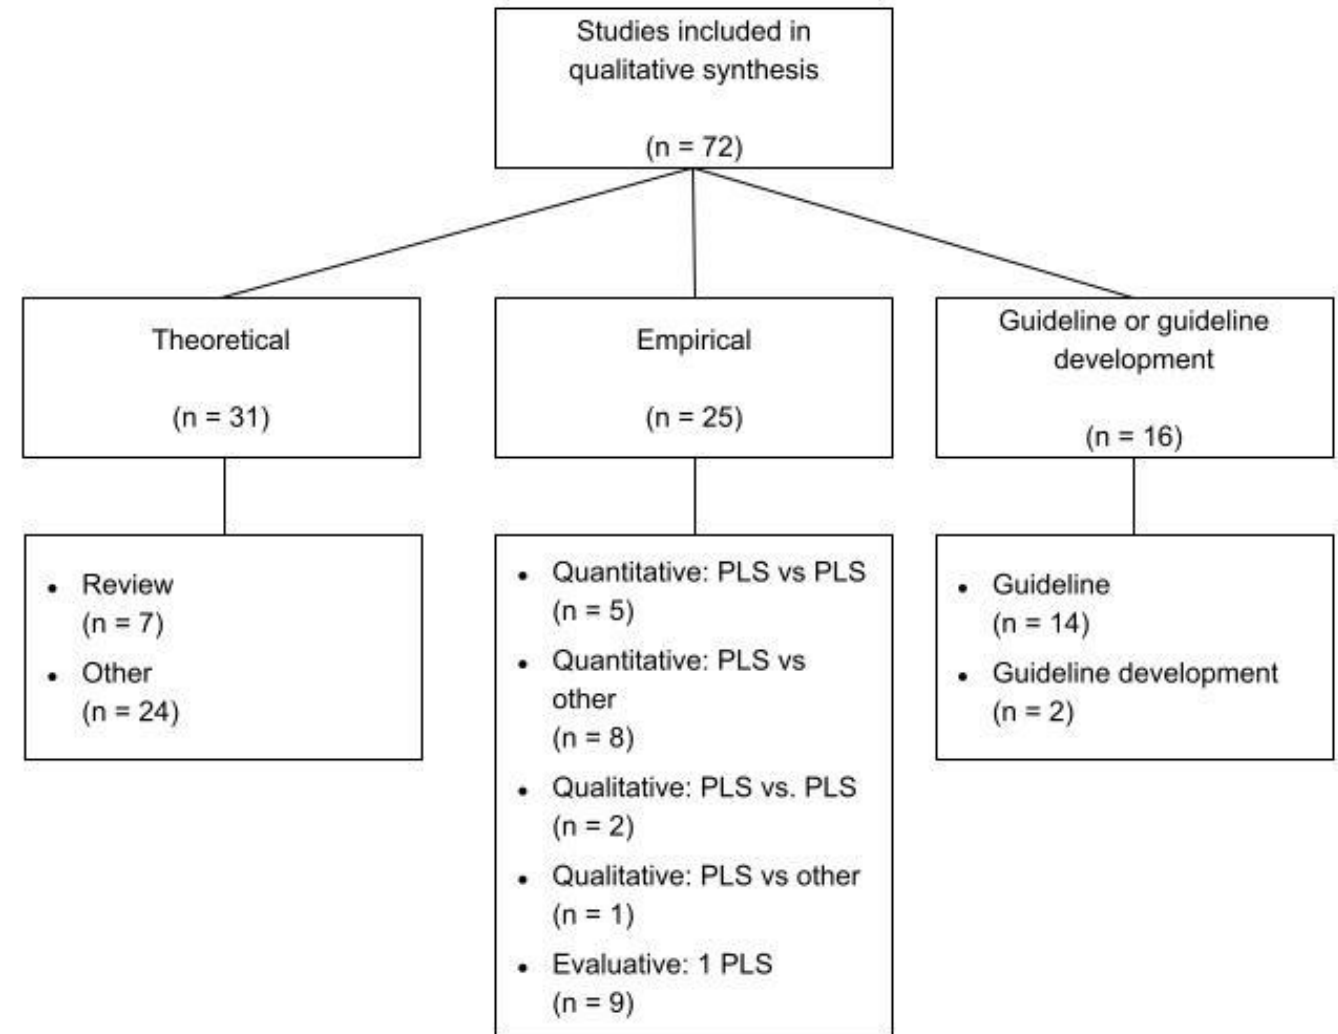 Studies included in
qualitative synthesis
(n = 72)
Theoretical
(n = 31)
Empirical
(n = 25)
Guideline or guideline
development
(n = 16)
• Review
(n = 7)
• Other
(n = 24)
• Quantitative: PLS vs PLS
(n = 5)
• Quantitative: PLS vs
other
(n = 8)
• Qualitative: PLS vs. PLS
(n = 2)
• Qualitative: PLS vs other
(n = 1)
• Evaluative: 1 PLS
(n = 9)
• Guideline
(n = 14)
• Guideline development
(n = 2)